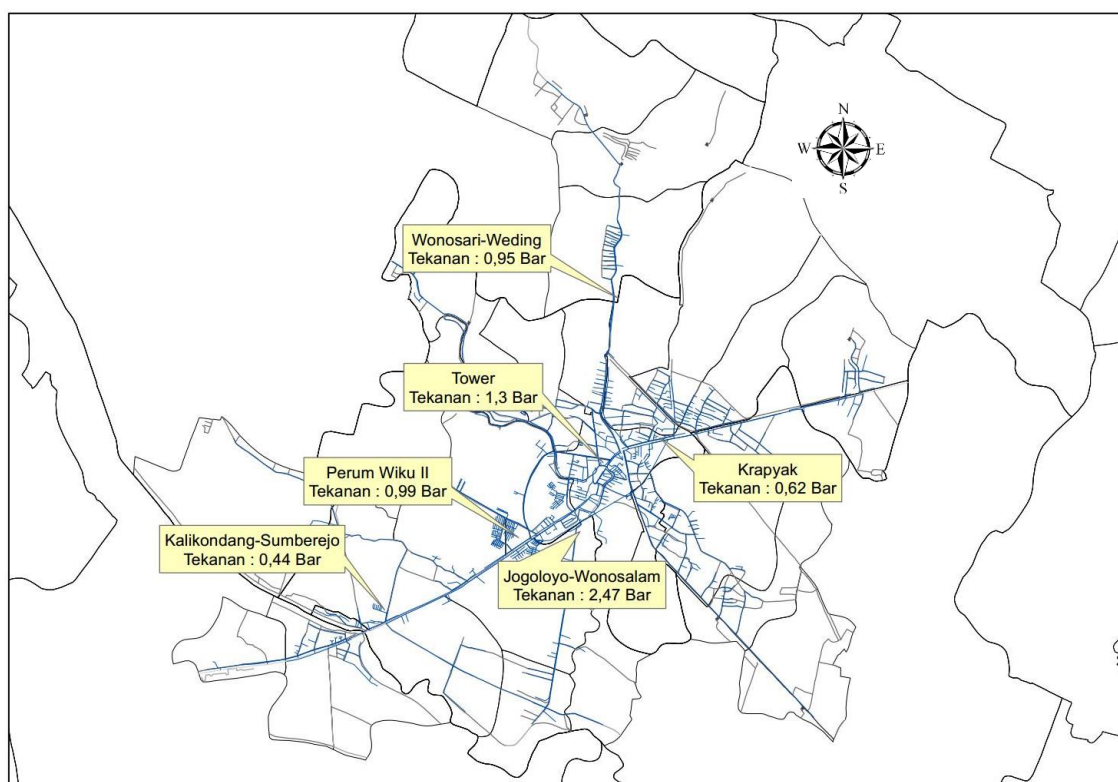 N
W E
S
Wonosari-Weding
Tekanan : 0,95 Bar
Tower
Tekanan : 1,3 Bar
Perum Wiku II
Tekanan : 0,99 Bar
Krapyak
Tekanan : 0,62 Bar
Kalikondang-Sumberejo
Tekanan : 0,44 Bar
Jogoloyo-Wonosalam
Tekanan : 2,47 Bar